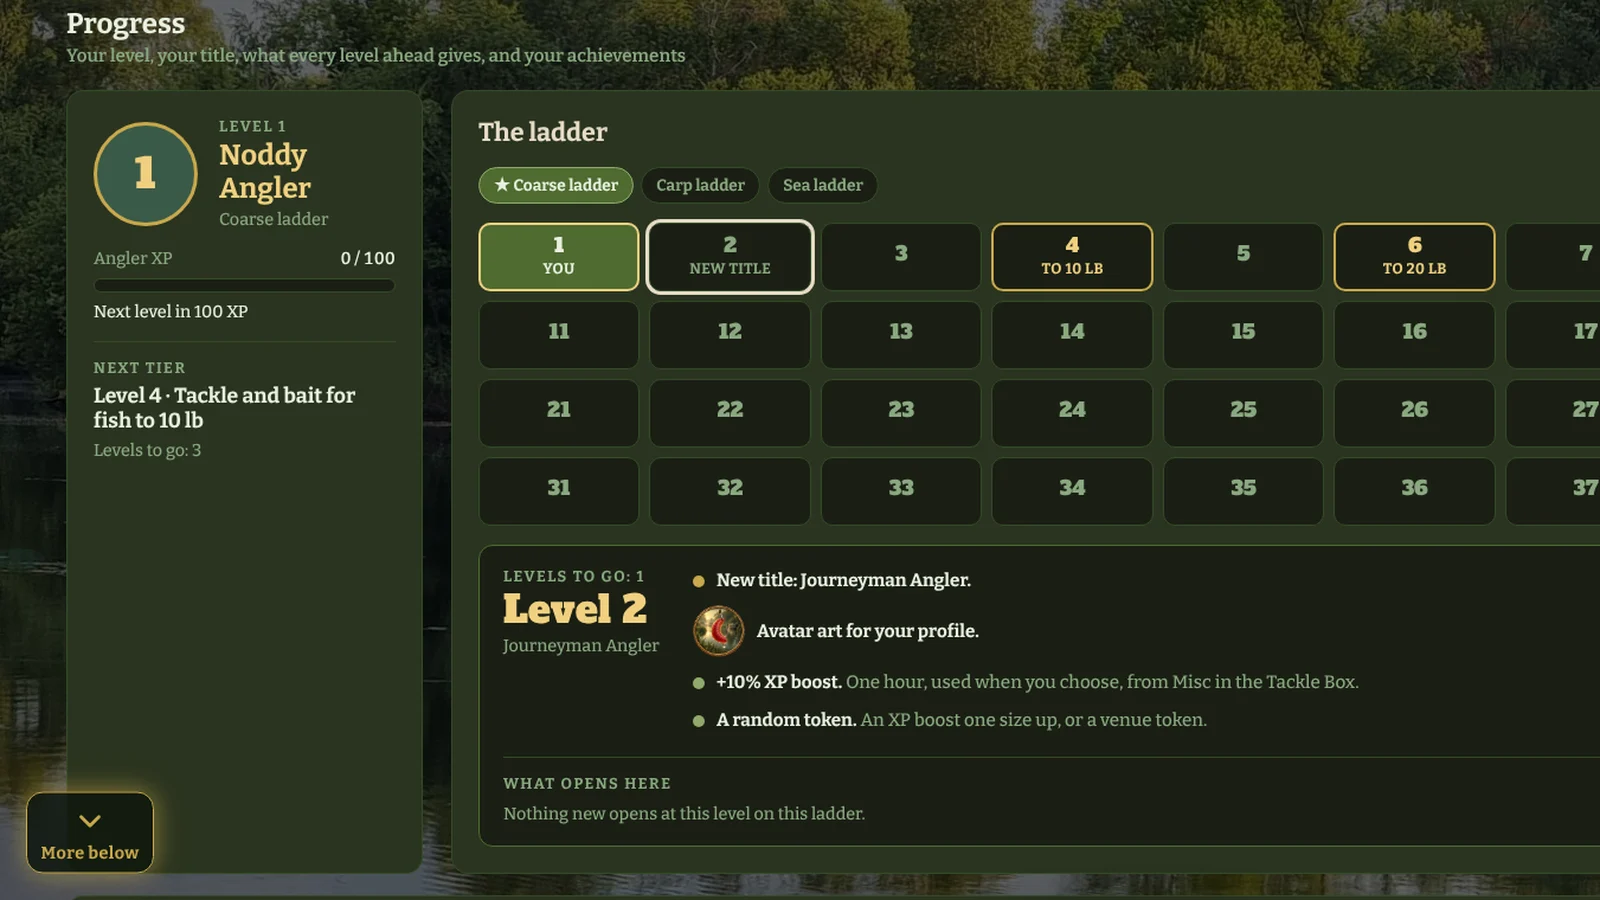 Progress
Your level, your title, what every level ahead gives, and your achievements
1
LEVEL 1
Noddy
Angler
Coarse ladder
Angler XP 0 / 100
Next level in 100 XP
NEXT TIER
Level 4 · Tackle and bait for
fish to 10 lb
Levels to go: 3
More below
The ladder
★ Coarse ladder Carp ladder Sea ladder
1 2 3 4 5 6 7
YOU NEW TITLE TO 10 LB TO 20 LB
11 12 13 14 15 16 17
21 22 23 24 25 26 27
31 32 33 34 35 36 37
LEVELS TO GO: 1
Level 2
Journeyman Angler
New title: Journeyman Angler.
Avatar art for your profile.
+10% XP boost. One hour, used when you choose, from Misc in the Tackle Box.
A random token. An XP boost one size up, or a venue token.
WHAT OPENS HERE
Nothing new opens at this level on this ladder.